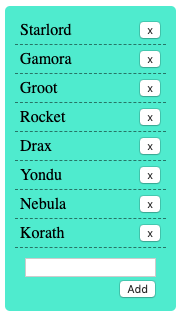 Starlord x
Gamora x
Groot x
Rocket x
Drax x
Yondu x
Nebula x
Korath x
Add